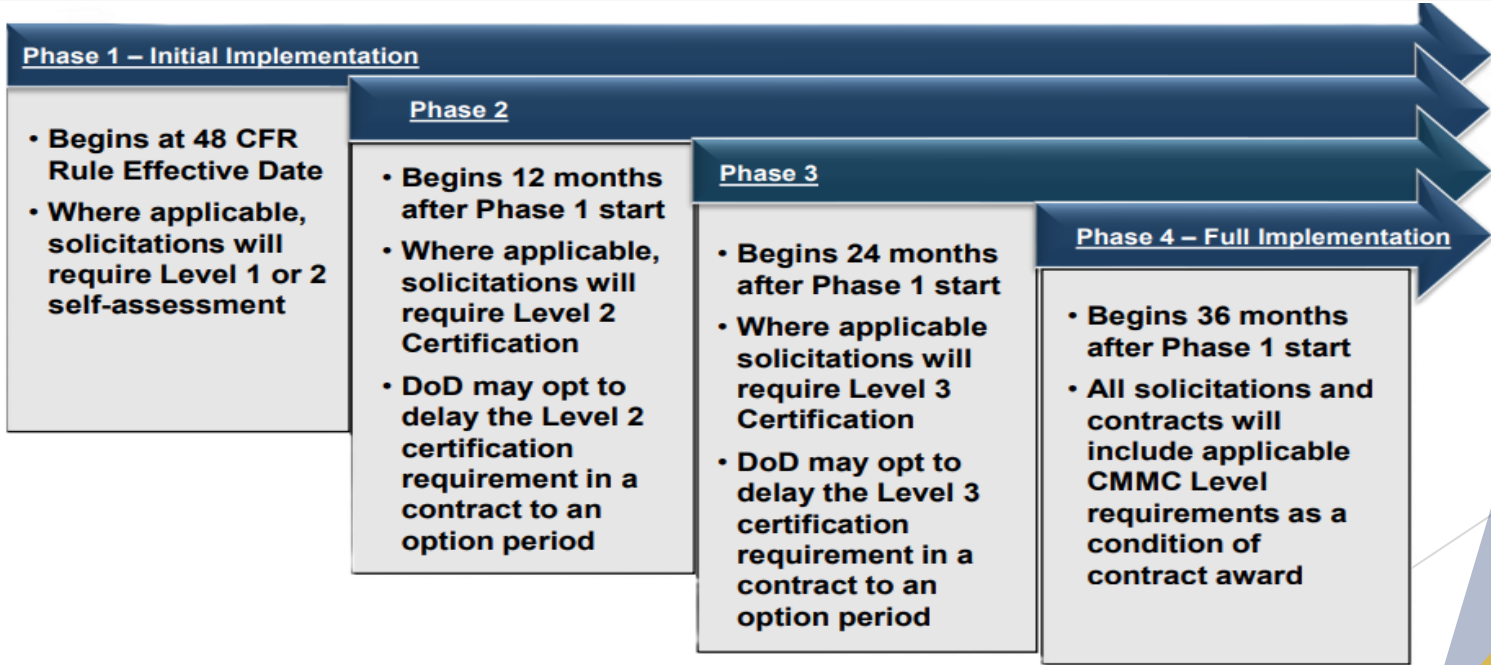 Phase 1 – Initial Implementation
• Begins at 48 CFR
Rule Effective Date
• Where applicable,
solicitations will
require Level 1 or 2
self-assessment
Phase 2
• Begins 12 months
after Phase 1 start
• Where applicable,
solicitations will
require Level 2
Certification
• DoD may opt to
delay the Level 2
certification
requirement in a
contract to an
option period
Phase 3
• Begins 24 months
after Phase 1 start
• Where applicable
solicitations will
require Level 3
Certification
• DoD may opt to
delay the Level 3
certification
requirement in a
contract to an
option period
Phase 4 – Full Implementation
• Begins 36 months
after Phase 1 start
• All solicitations and
contracts will
include applicable
CMMC Level
requirements as a
condition of
contract award